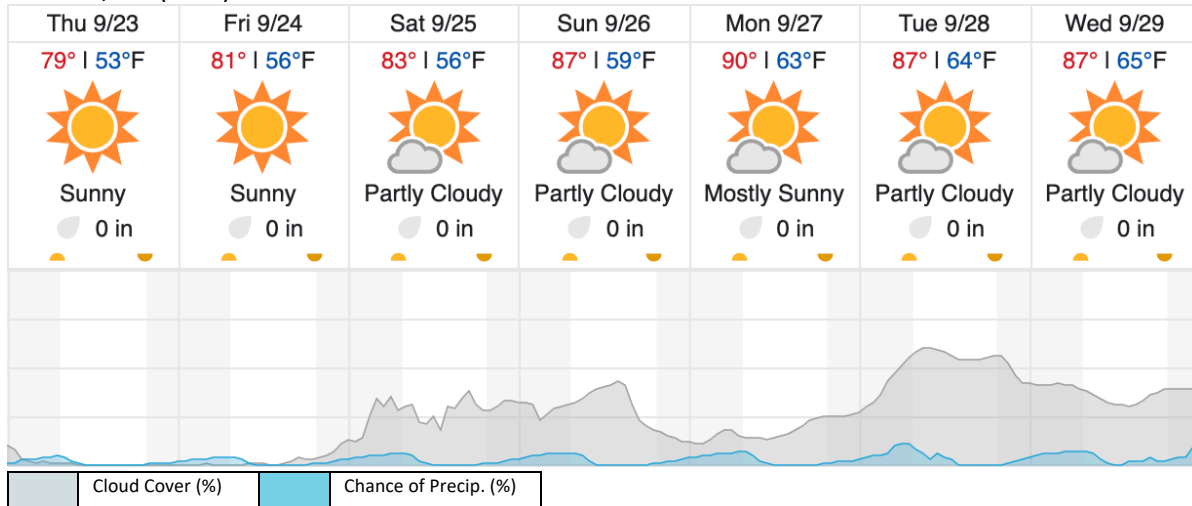 Thu 9/23 Fri 9/24 Sat 9/25 Sun 9/26 Mon 9/27 Tue 9/28 Wed 9/29
79° | 53°F 81° | 56°F 83° | 56°F 87° | 59°F 90° | 63°F 87° | 64°F 87° | 65°F
Sunny Sunny Partly Cloudy Partly Cloudy Mostly Sunny Partly Cloudy Partly Cloudy
0 in 0 in 0 in 0 in 0 in 0 in 0 in
Cloud Cover (%) Chance of Precip. (%)